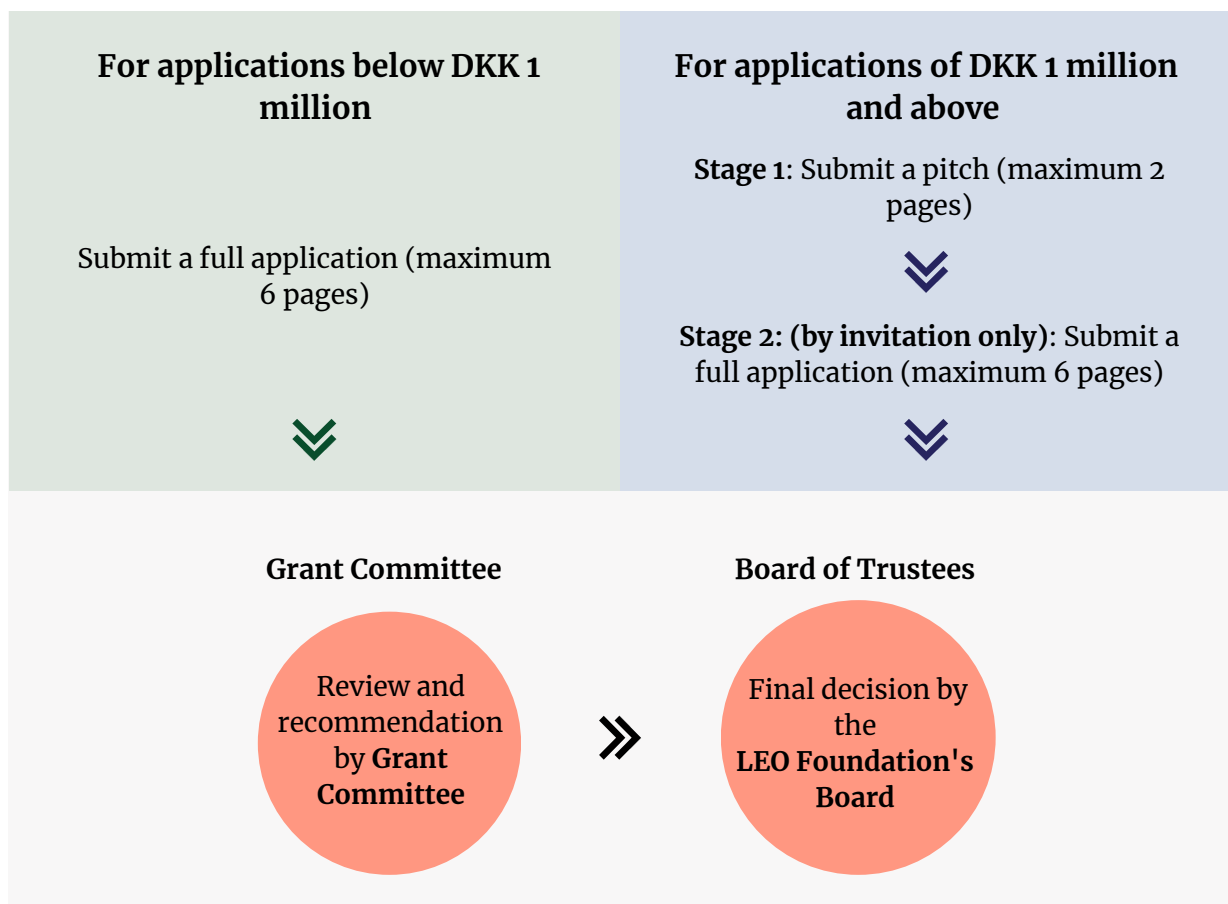 For applications below DKK 1
million
Submit a full application (maximum
6 pages)
For applications of DKK 1 million
and above
Stage 1: Submit a pitch (maximum 2
pages)
Stage 2: (by invitation only): Submit a
full application (maximum 6 pages)
Grant Committee
Review and
recommendation
by Grant
Committee
Board of Trustees
Final decision by
the
LEO Foundation's
Board